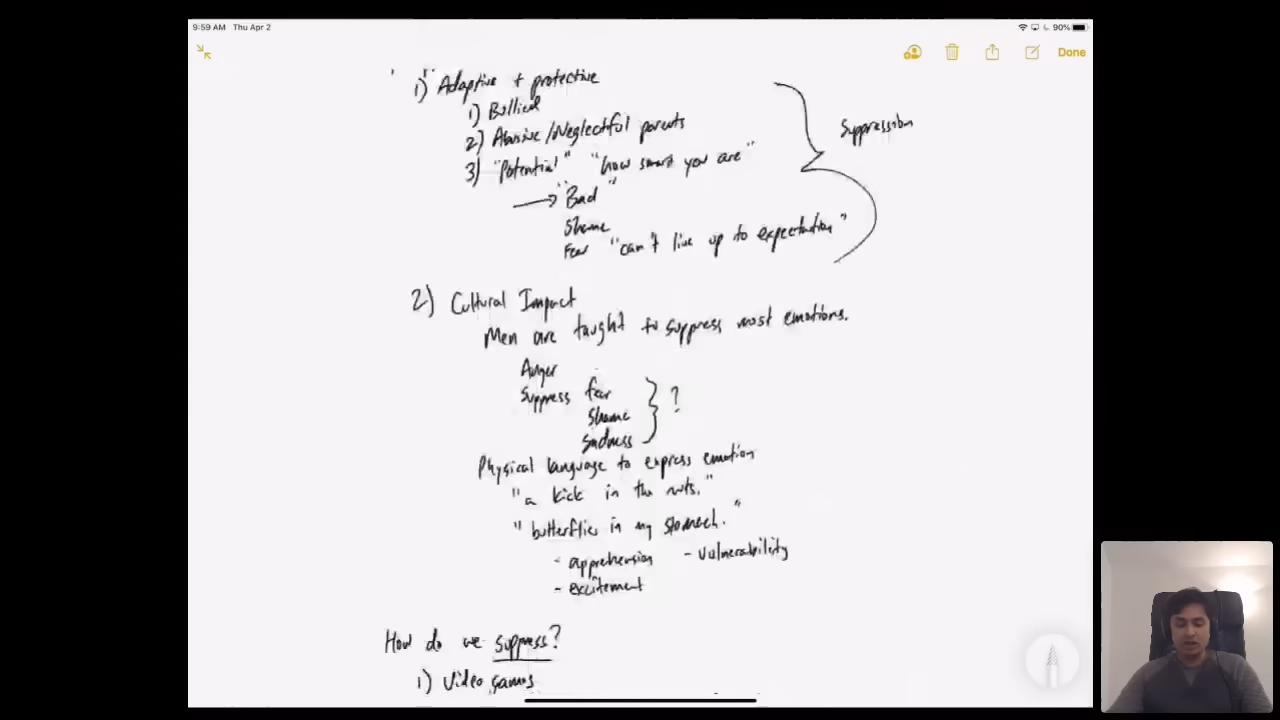 9:59 AM Thu Apr 2
90%
Done
1) Adaptive + protective
1) Bullied
2) Abusive/Neglectful parents
3) "Potential" "how smart you are"
Suppression
→ "Bad"
Shame
Fear "can't live up to expectation"
2) Cultural Impact
Men are taught to suppress most emotions.
Anger
Suppress fear
shame
sadness
?
Physical language to express emotion
"a kick in the nuts."
"butterflies in my stomach."
- apprehension - vulnerability
- excitement
How do we suppress?
1) Video games